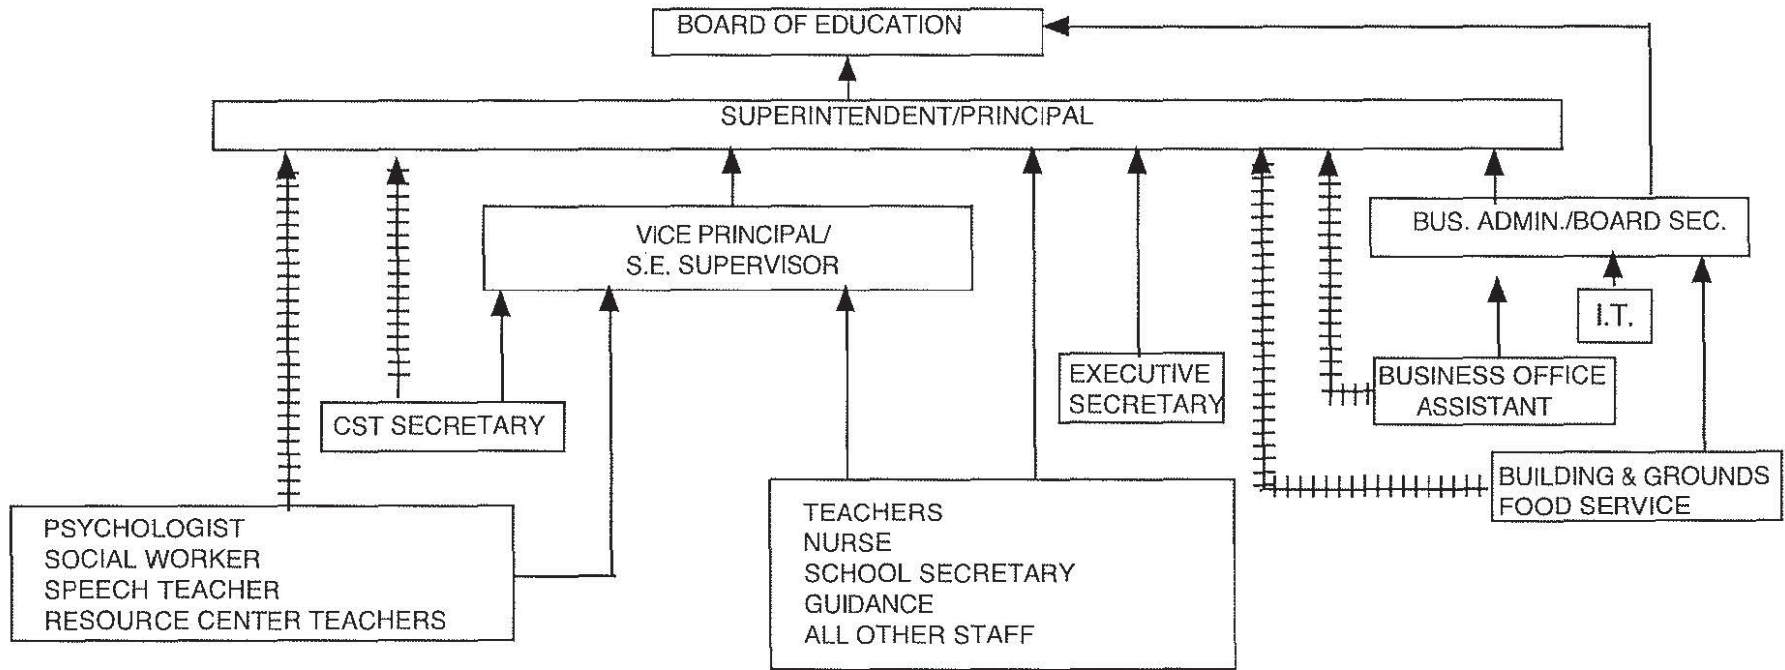 BOARD OF EDUCATION
SUPERINTENDENT/PRINCIPAL
VICE PRINCIPAL/
S.E. SUPERVISOR
BUS. ADMIN./BOARD SEC.
I.T.
CST SECRETARY
EXECUTIVE
SECRETARY
BUSINESS OFFICE
ASSISTANT
BUILDING & GROUNDS
FOOD SERVICE
PSYCHOLOGIST
SOCIAL WORKER
SPEECH TEACHER
RESOURCE CENTER TEACHERS
TEACHERS
NURSE
SCHOOL SECRETARY
GUIDANCE
ALL OTHER STAFF